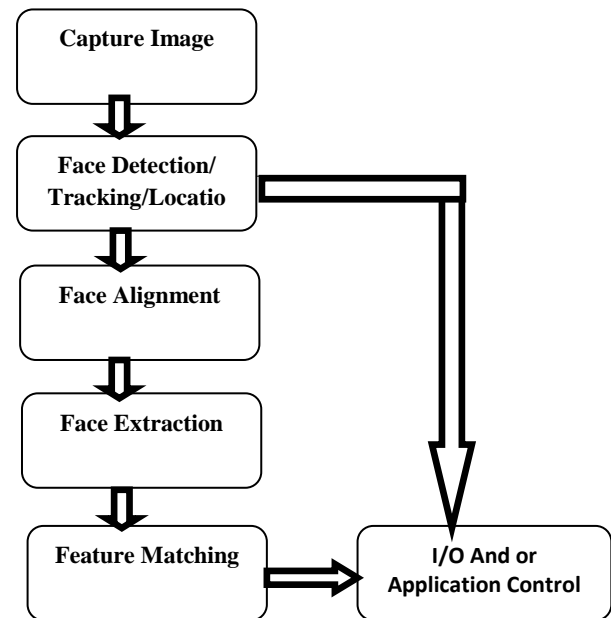 Capture Image
Face Detection/
Tracking/Locatio
Face Alignment
Face Extraction
Feature Matching
I/O And or
Application Control